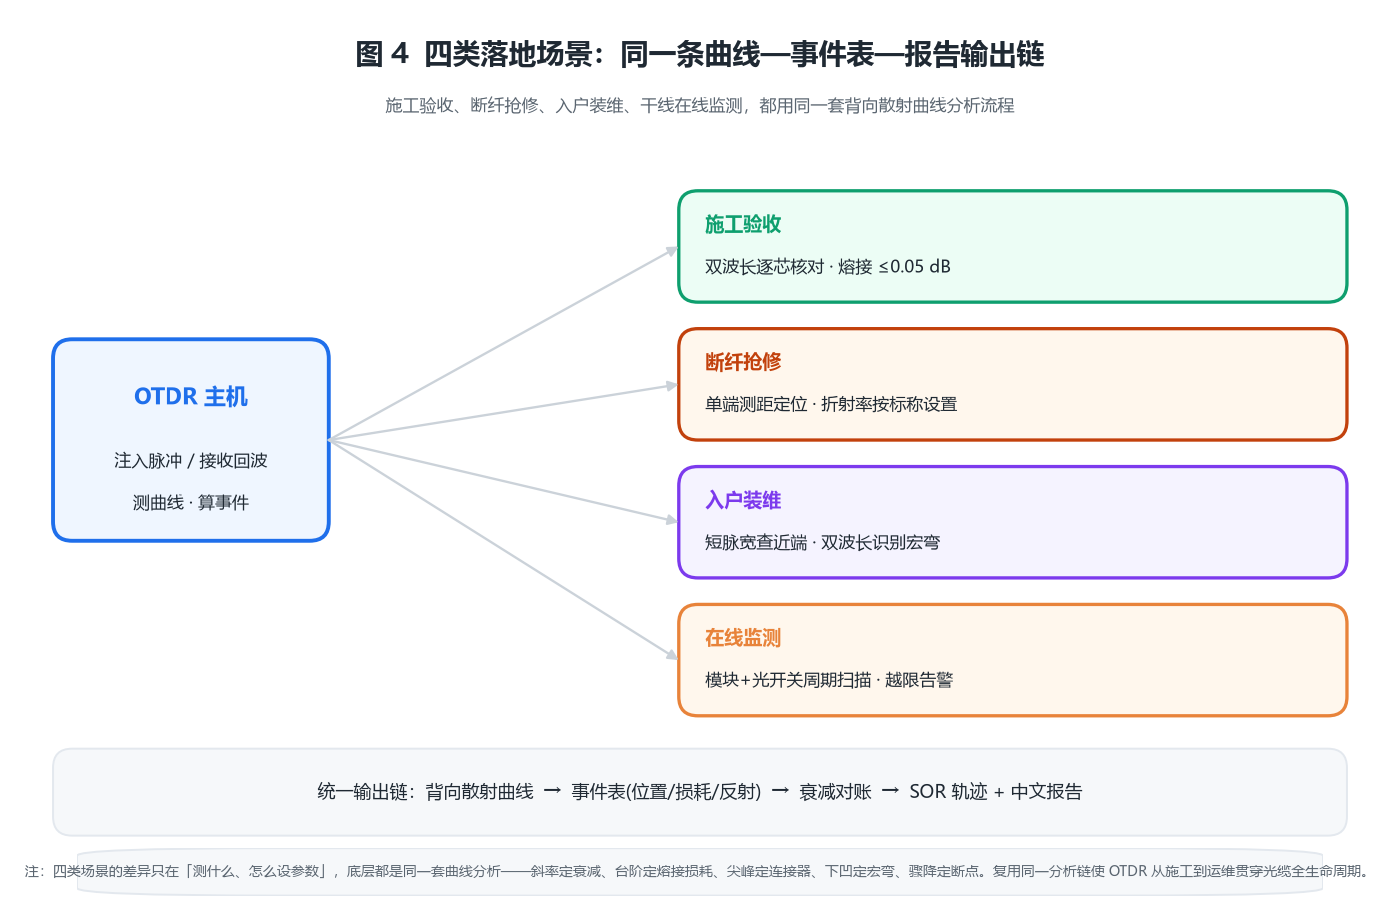 图 4 四类落地场景：同一条曲线—事件表—报告输出链
施工验收、断纤抢修、入户装维、干线在线监测，都用同一套背向散射曲线分析流程
OTDR 主机
注入脉冲 / 接收回波
测曲线 · 算事件
施工验收
双波长逐芯核对 · 熔接 ≤0.05 dB
断纤抢修
单端测距定位 · 折射率按标称设置
入户装维
短脉宽查近端 · 双波长识别宏弯
在线监测
模块+光开关周期扫描 · 越限告警
统一输出链：背向散射曲线 → 事件表(位置/损耗/反射) → 衰减对账 → SOR 轨迹 + 中文报告
注：四类场景的差异只在「测什么、怎么设参数」，底层都是同一套曲线分析——斜率定衰减、台阶定熔接损耗、尖峰定连接器、下凹定宏弯、骤降定断点。复用同一分析链使 OTDR 从施工到运维贯穿光缆全生命周期。